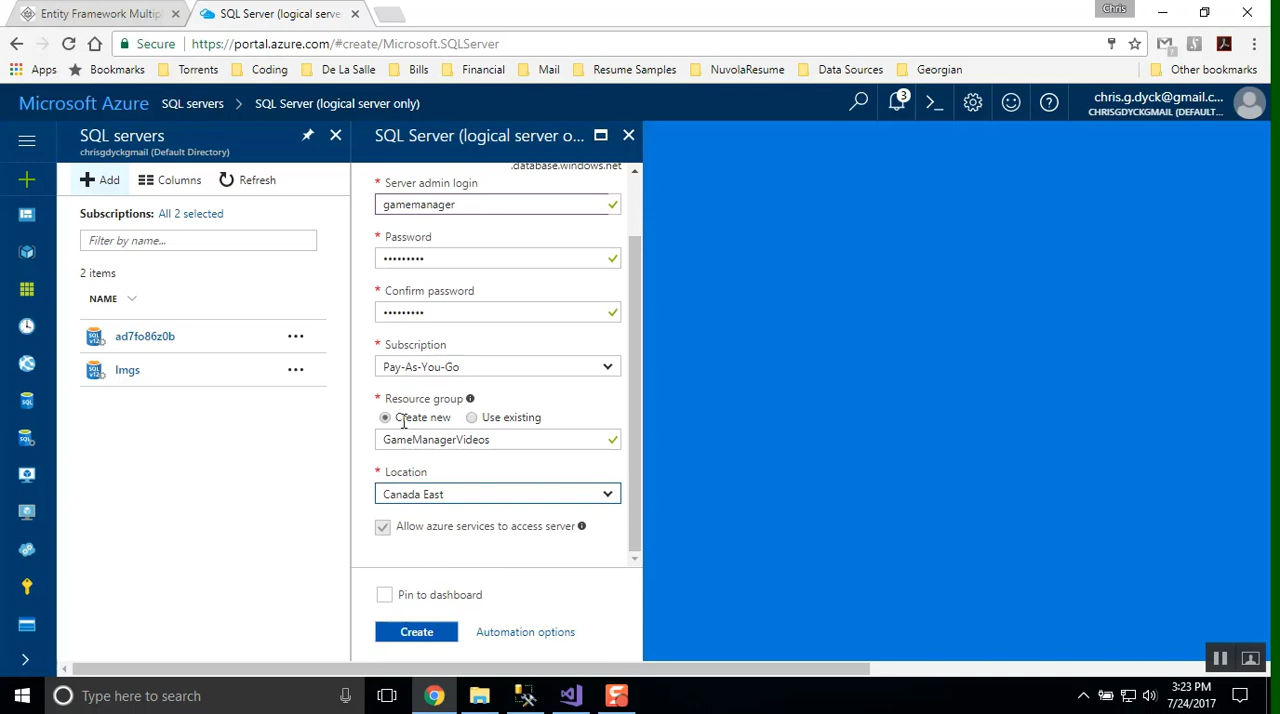 Entity Framework Multip
SQL Server (logical serve
Chris
Secure
https://portal.azure.com/#create/Microsoft.SQLServer
Apps
Bookmarks
Torrents
Coding
De La Salle
Bills
Financial
Mail
Resume Samples
NuvolaResume
Data Sources
Georgian
Other bookmarks
Microsoft Azure
SQL servers
SQL Server (logical server only)
3
chris.g.dyck@gmail.c...
CHRISGDYCKGMAIL (DEFAULT...
SQL servers
chrisgdyckgmail (Default Directory)
Add
Columns
Refresh
Subscriptions: All 2 selected
Filter by name...
2 items
NAME
ad7fo86z0b
...
...
SQL Server (logical server o...
.database.windows.net
* Server admin login
gamemanager
* Password
•••••••••
* Confirm password
•••••••••
* Subscription
Pay-As-You-Go
* Resource group
Create new
Use existing
GameManagerVideos
* Location
Canada East
Allow azure services to access server
Pin to dashboard
Create
Automation options
Type here to search
3:23 PM
7/24/2017